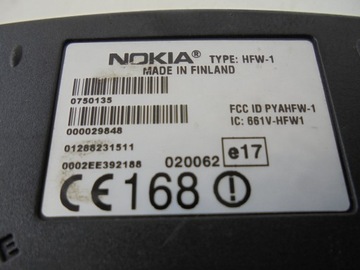 NOKIA® TYPE: HFW-1
MADE IN FINLAND
0750135
FCC ID PYAHFW-1
000029848
IC: 661V-HFW1
01288231511
0002EE392188
020062
e17
CE168!
E